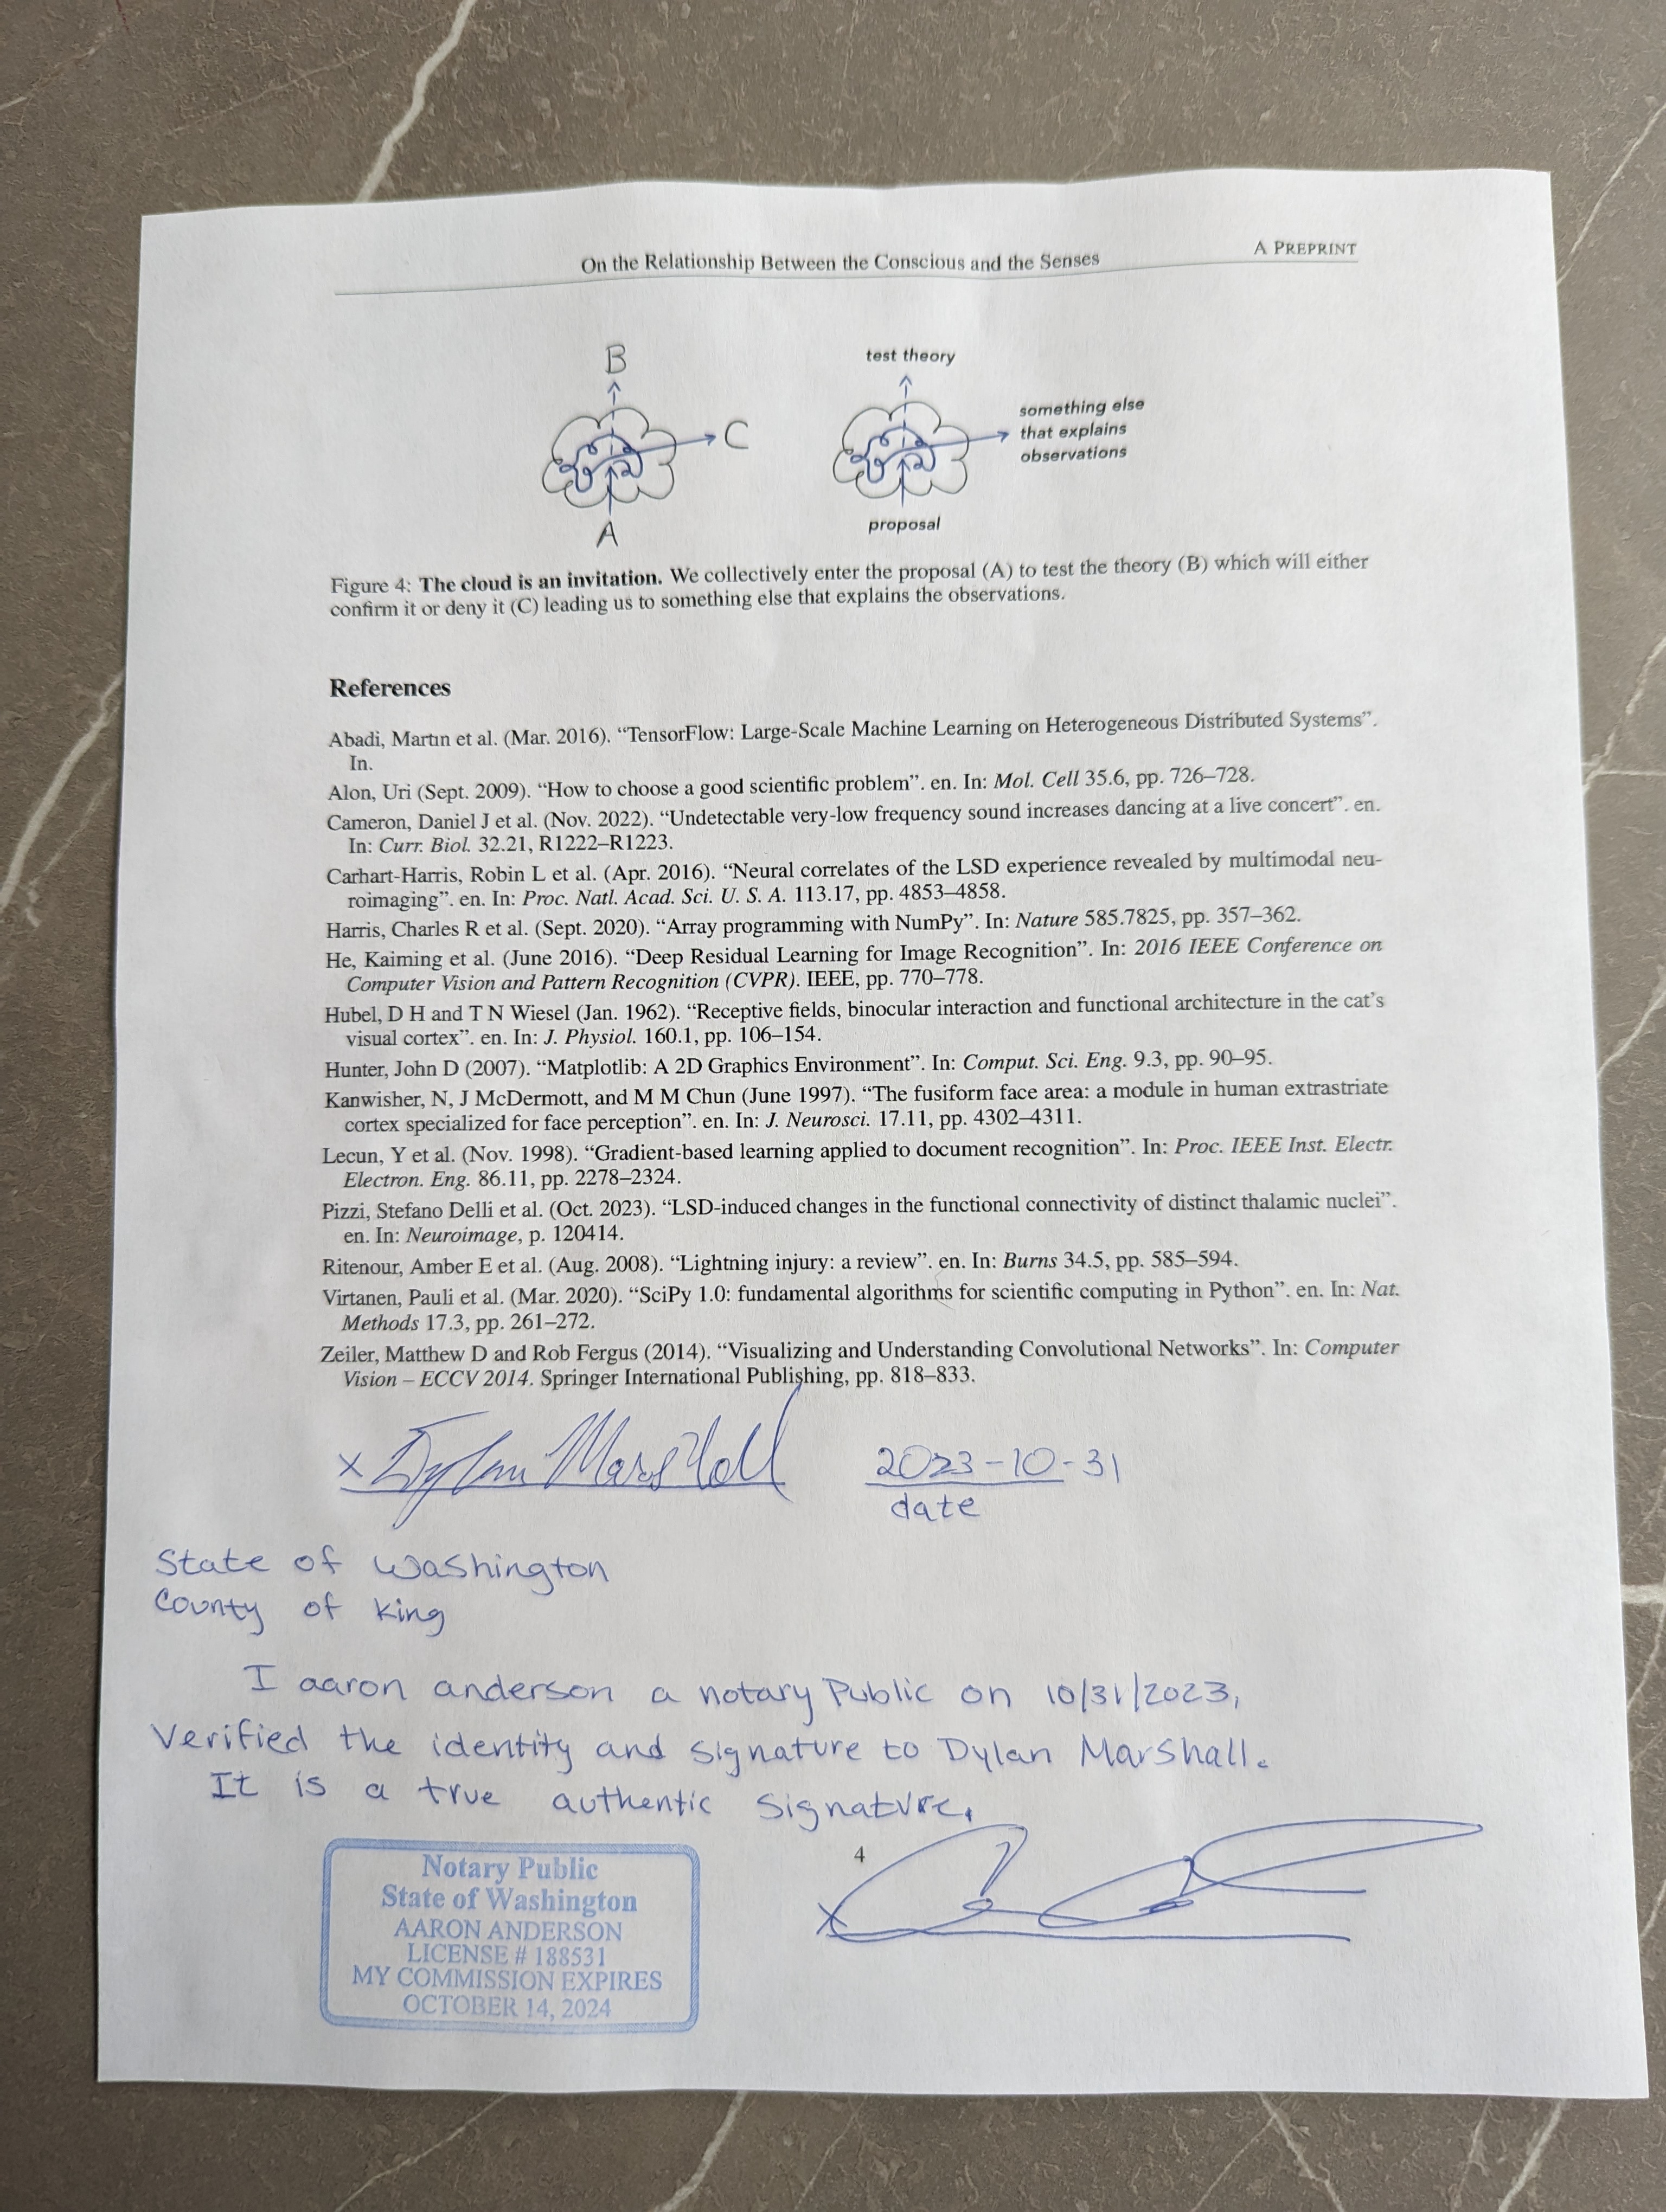 On the Relationship Between the Conscious and the Senses
A PREPRINT
B
C
A
test theory
something else
that explains
observations
proposal
Figure 4: The cloud is an invitation. We collectively enter the proposal (A) to test the theory (B) which will either
confirm it or deny it (C) leading us to something else that explains the observations.
References
Abadi, Martın et al. (Mar. 2016). “TensorFlow: Large-Scale Machine Learning on Heterogeneous Distributed Systems”.
In.
Alon, Uri (Sept. 2009). “How to choose a good scientific problem”. en. In: Mol. Cell 35.6, pp. 726–728.
Cameron, Daniel J et al. (Nov. 2022). “Undetectable very-low frequency sound increases dancing at a live concert”. en.
In: Curr. Biol. 32.21, R1222–R1223.
Carhart-Harris, Robin L et al. (Apr. 2016). “Neural correlates of the LSD experience revealed by multimodal neu-
roimaging”. en. In: Proc. Natl. Acad. Sci. U. S. A. 113.17, pp. 4853–4858.
Harris, Charles R et al. (Sept. 2020). “Array programming with NumPy”. In: Nature 585.7825, pp. 357–362.
He, Kaiming et al. (June 2016). “Deep Residual Learning for Image Recognition”. In: 2016 IEEE Conference on
Computer Vision and Pattern Recognition (CVPR). IEEE, pp. 770–778.
Hubel, D H and T N Wiesel (Jan. 1962). “Receptive fields, binocular interaction and functional architecture in the cat’s
visual cortex”. en. In: J. Physiol. 160.1, pp. 106–154.
Hunter, John D (2007). “Matplotlib: A 2D Graphics Environment”. In: Comput. Sci. Eng. 9.3, pp. 90–95.
Kanwisher, N, J McDermott, and M M Chun (June 1997). “The fusiform face area: a module in human extrastriate
cortex specialized for face perception”. en. In: J. Neurosci. 17.11, pp. 4302–4311.
Lecun, Y et al. (Nov. 1998). “Gradient-based learning applied to document recognition”. In: Proc. IEEE Inst. Electr.
Electron. Eng. 86.11, pp. 2278–2324.
Pizzi, Stefano Delli et al. (Oct. 2023). “LSD-induced changes in the functional connectivity of distinct thalamic nuclei”.
en. In: Neuroimage, p. 120414.
Ritenour, Amber E et al. (Aug. 2008). “Lightning injury: a review”. en. In: Burns 34.5, pp. 585–594.
Virtanen, Pauli et al. (Mar. 2020). “SciPy 1.0: fundamental algorithms for scientific computing in Python”. en. In: Nat.
Methods 17.3, pp. 261–272.
Zeiler, Matthew D and Rob Fergus (2014). “Visualizing and Understanding Convolutional Networks”. In: Computer
Vision – ECCV 2014. Springer International Publishing, pp. 818–833.
x Dylan Marshall
2023-10-31
date
State of Washington
County of King
I aaron anderson a notary Public on 10/31/2023,
Verified the identity and signature to Dylan Marshall.
It is a true authentic signature.
4
x
Notary Public
State of Washington
AARON ANDERSON
LICENSE # 188531
MY COMMISSION EXPIRES
OCTOBER 14, 2024